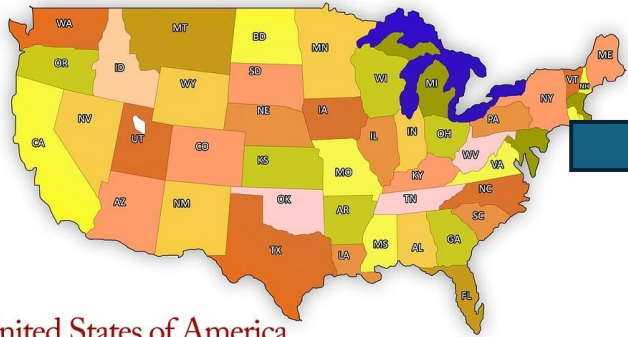 WA
MT
BD
MN
ME
OR
ID
WI
MI
VT
NH
NY
WY
SD
IA
PA
NV
NE
IL
IN
OH
CA
UT
CO
KS
MO
WV
VA
KY
AZ
NM
OK
AR
TN
NC
SC
TX
LA
MS
AL
GA
FL
nited States of America